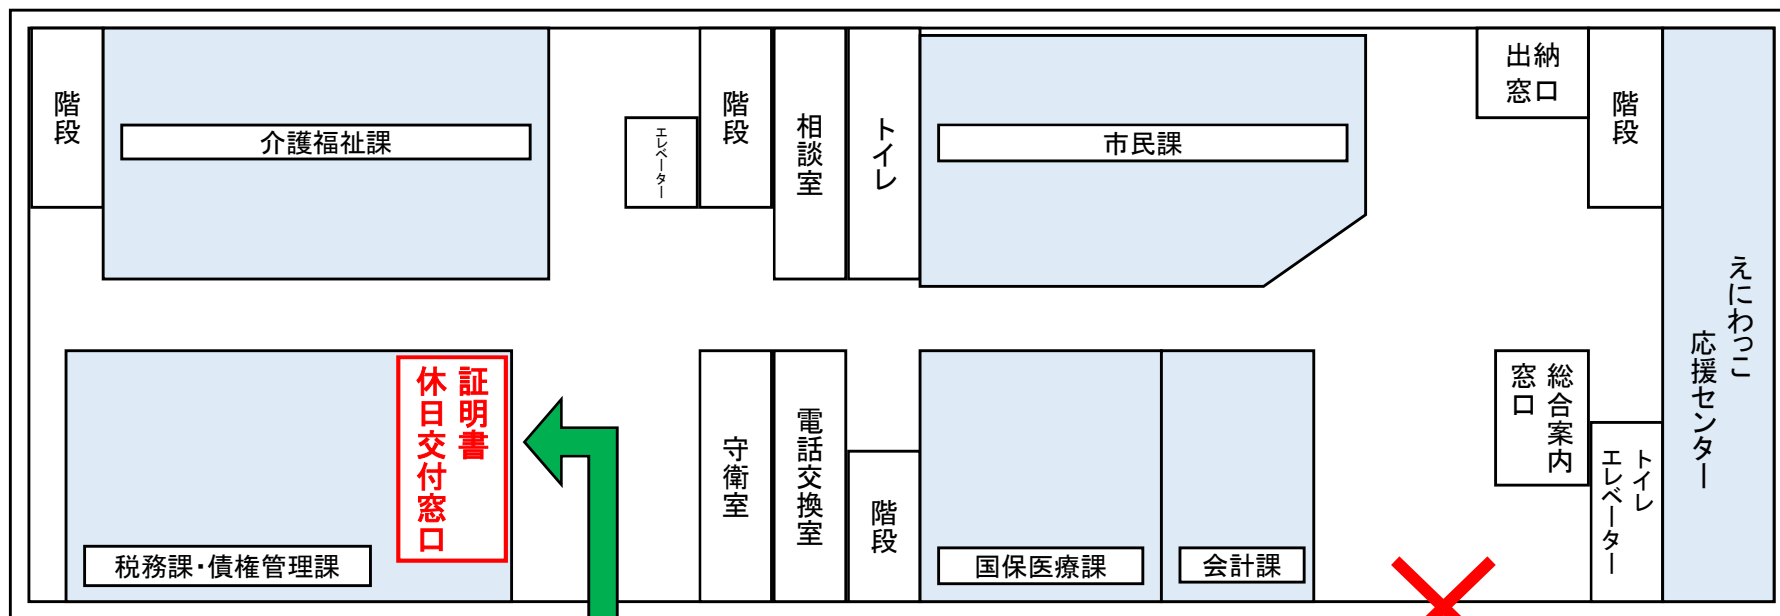 階段
介護福祉課
エレベーター
階段
相談室
トイレ
市民課
出納
窓口
階段
えにわっこ
応援センター
証明書
休日交付窓口
税務課・債権管理課
守衛室
電話交換室
階段
国保医療課
会計課
総合案内
窓口
トイレ
エレベーター